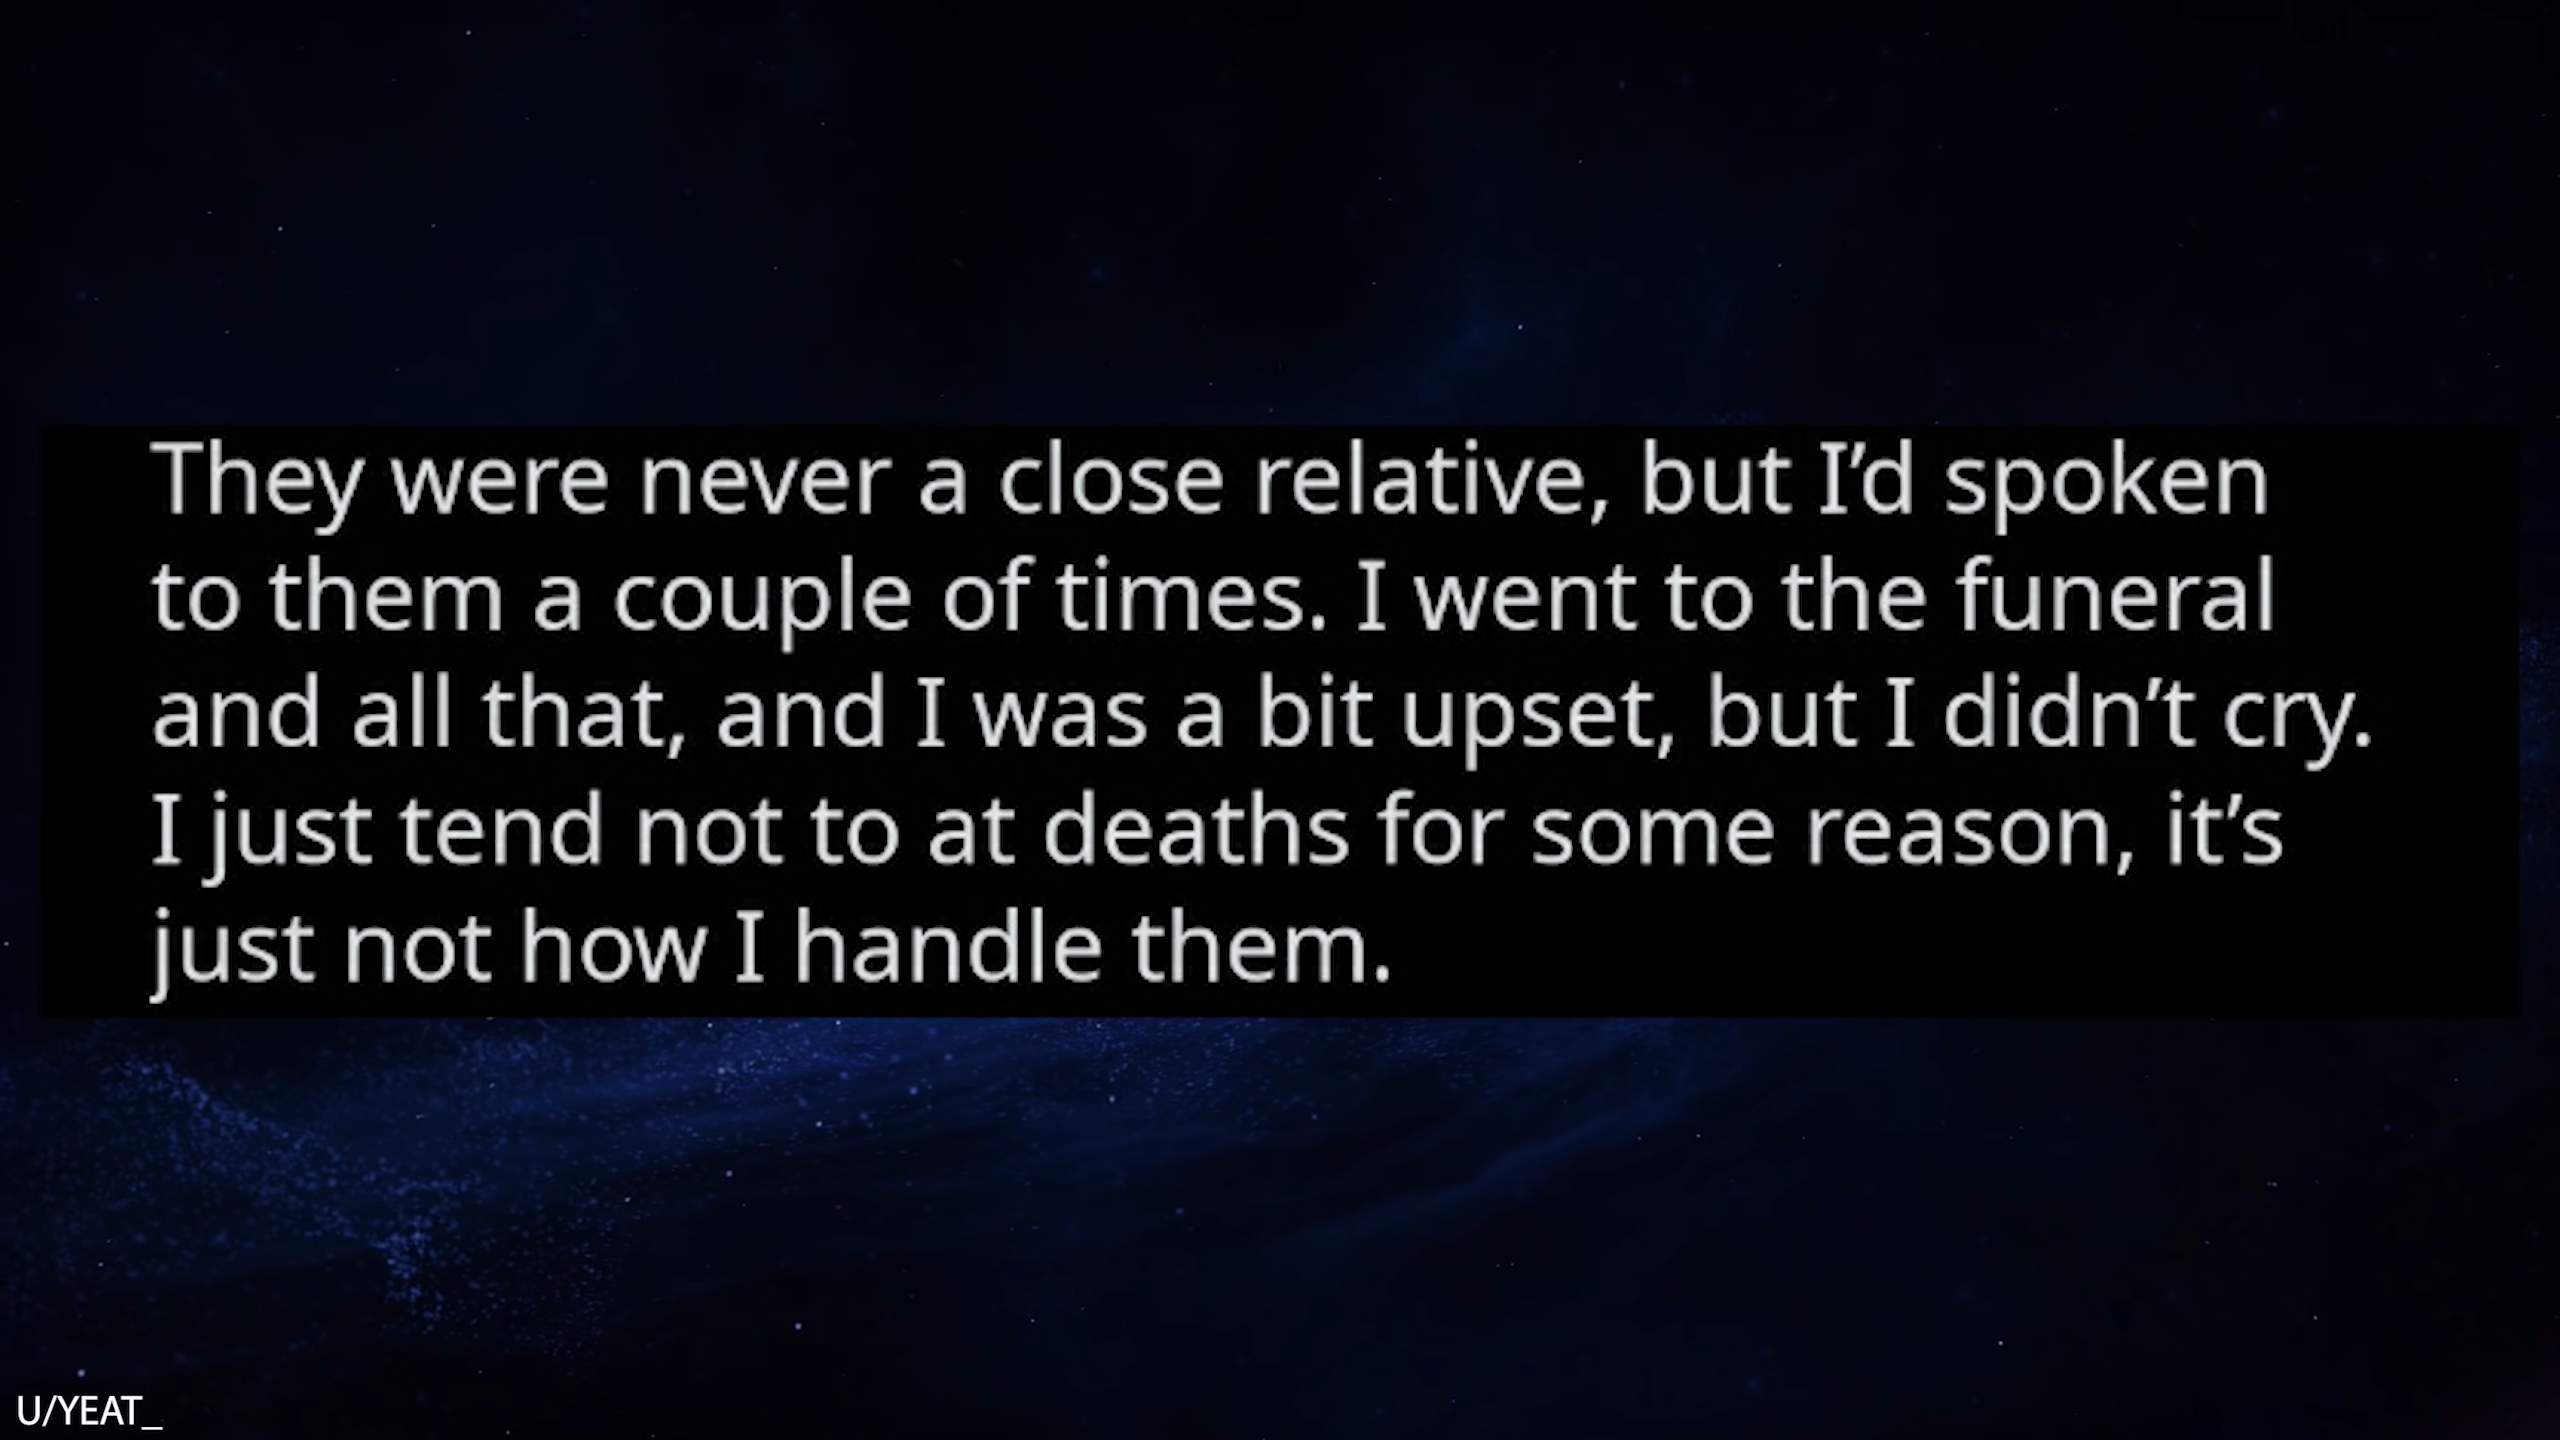 They were never a close relative, but I’d spoken
to them a couple of times. I went to the funeral
and all that, and I was a bit upset, but I didn’t cry.
I just tend not to at deaths for some reason, it’s
just not how I handle them.
U/YEAT_